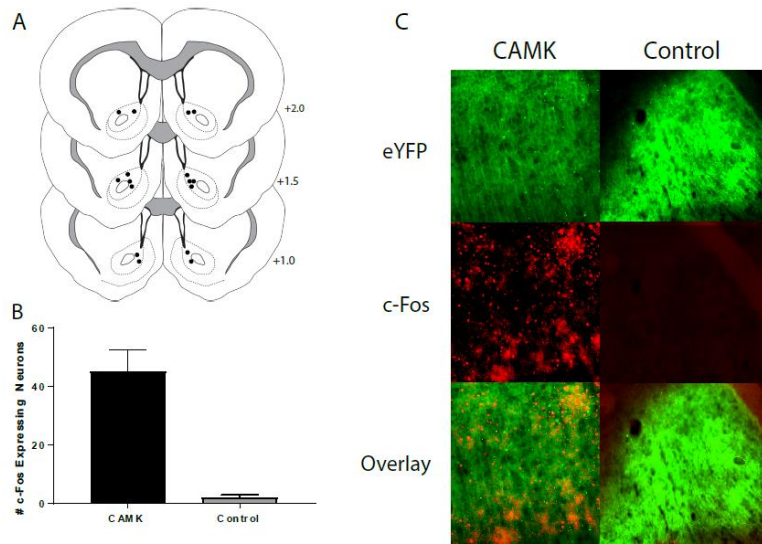 A
+2.0
+1.5
+1.0
B
# c-Fos Expressing
Neurons
60
40
20
0
CAMK
Control
C
CAMK
Control
eYFP
c-Fos
Overlay